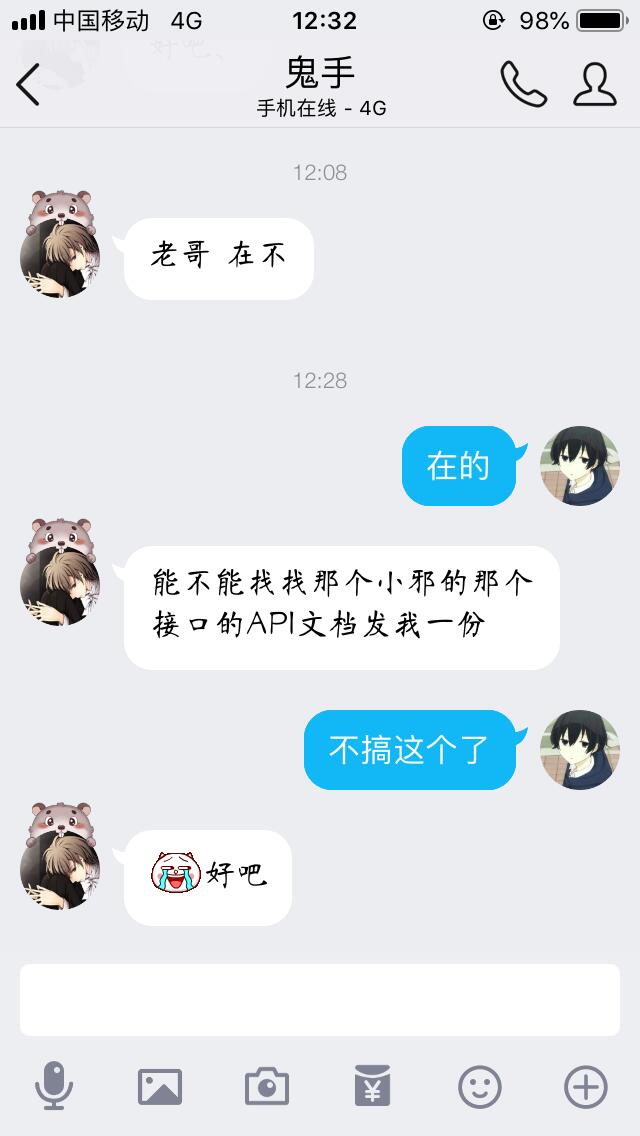 中国移动 4G 12:32 98%
好吧、
鬼手
手机在线 - 4G
12:08
老哥 在不
12:28
在的
能不能找找那个小邪的那个
接口的API文档发我一份
不搞这个了
好吧
¥